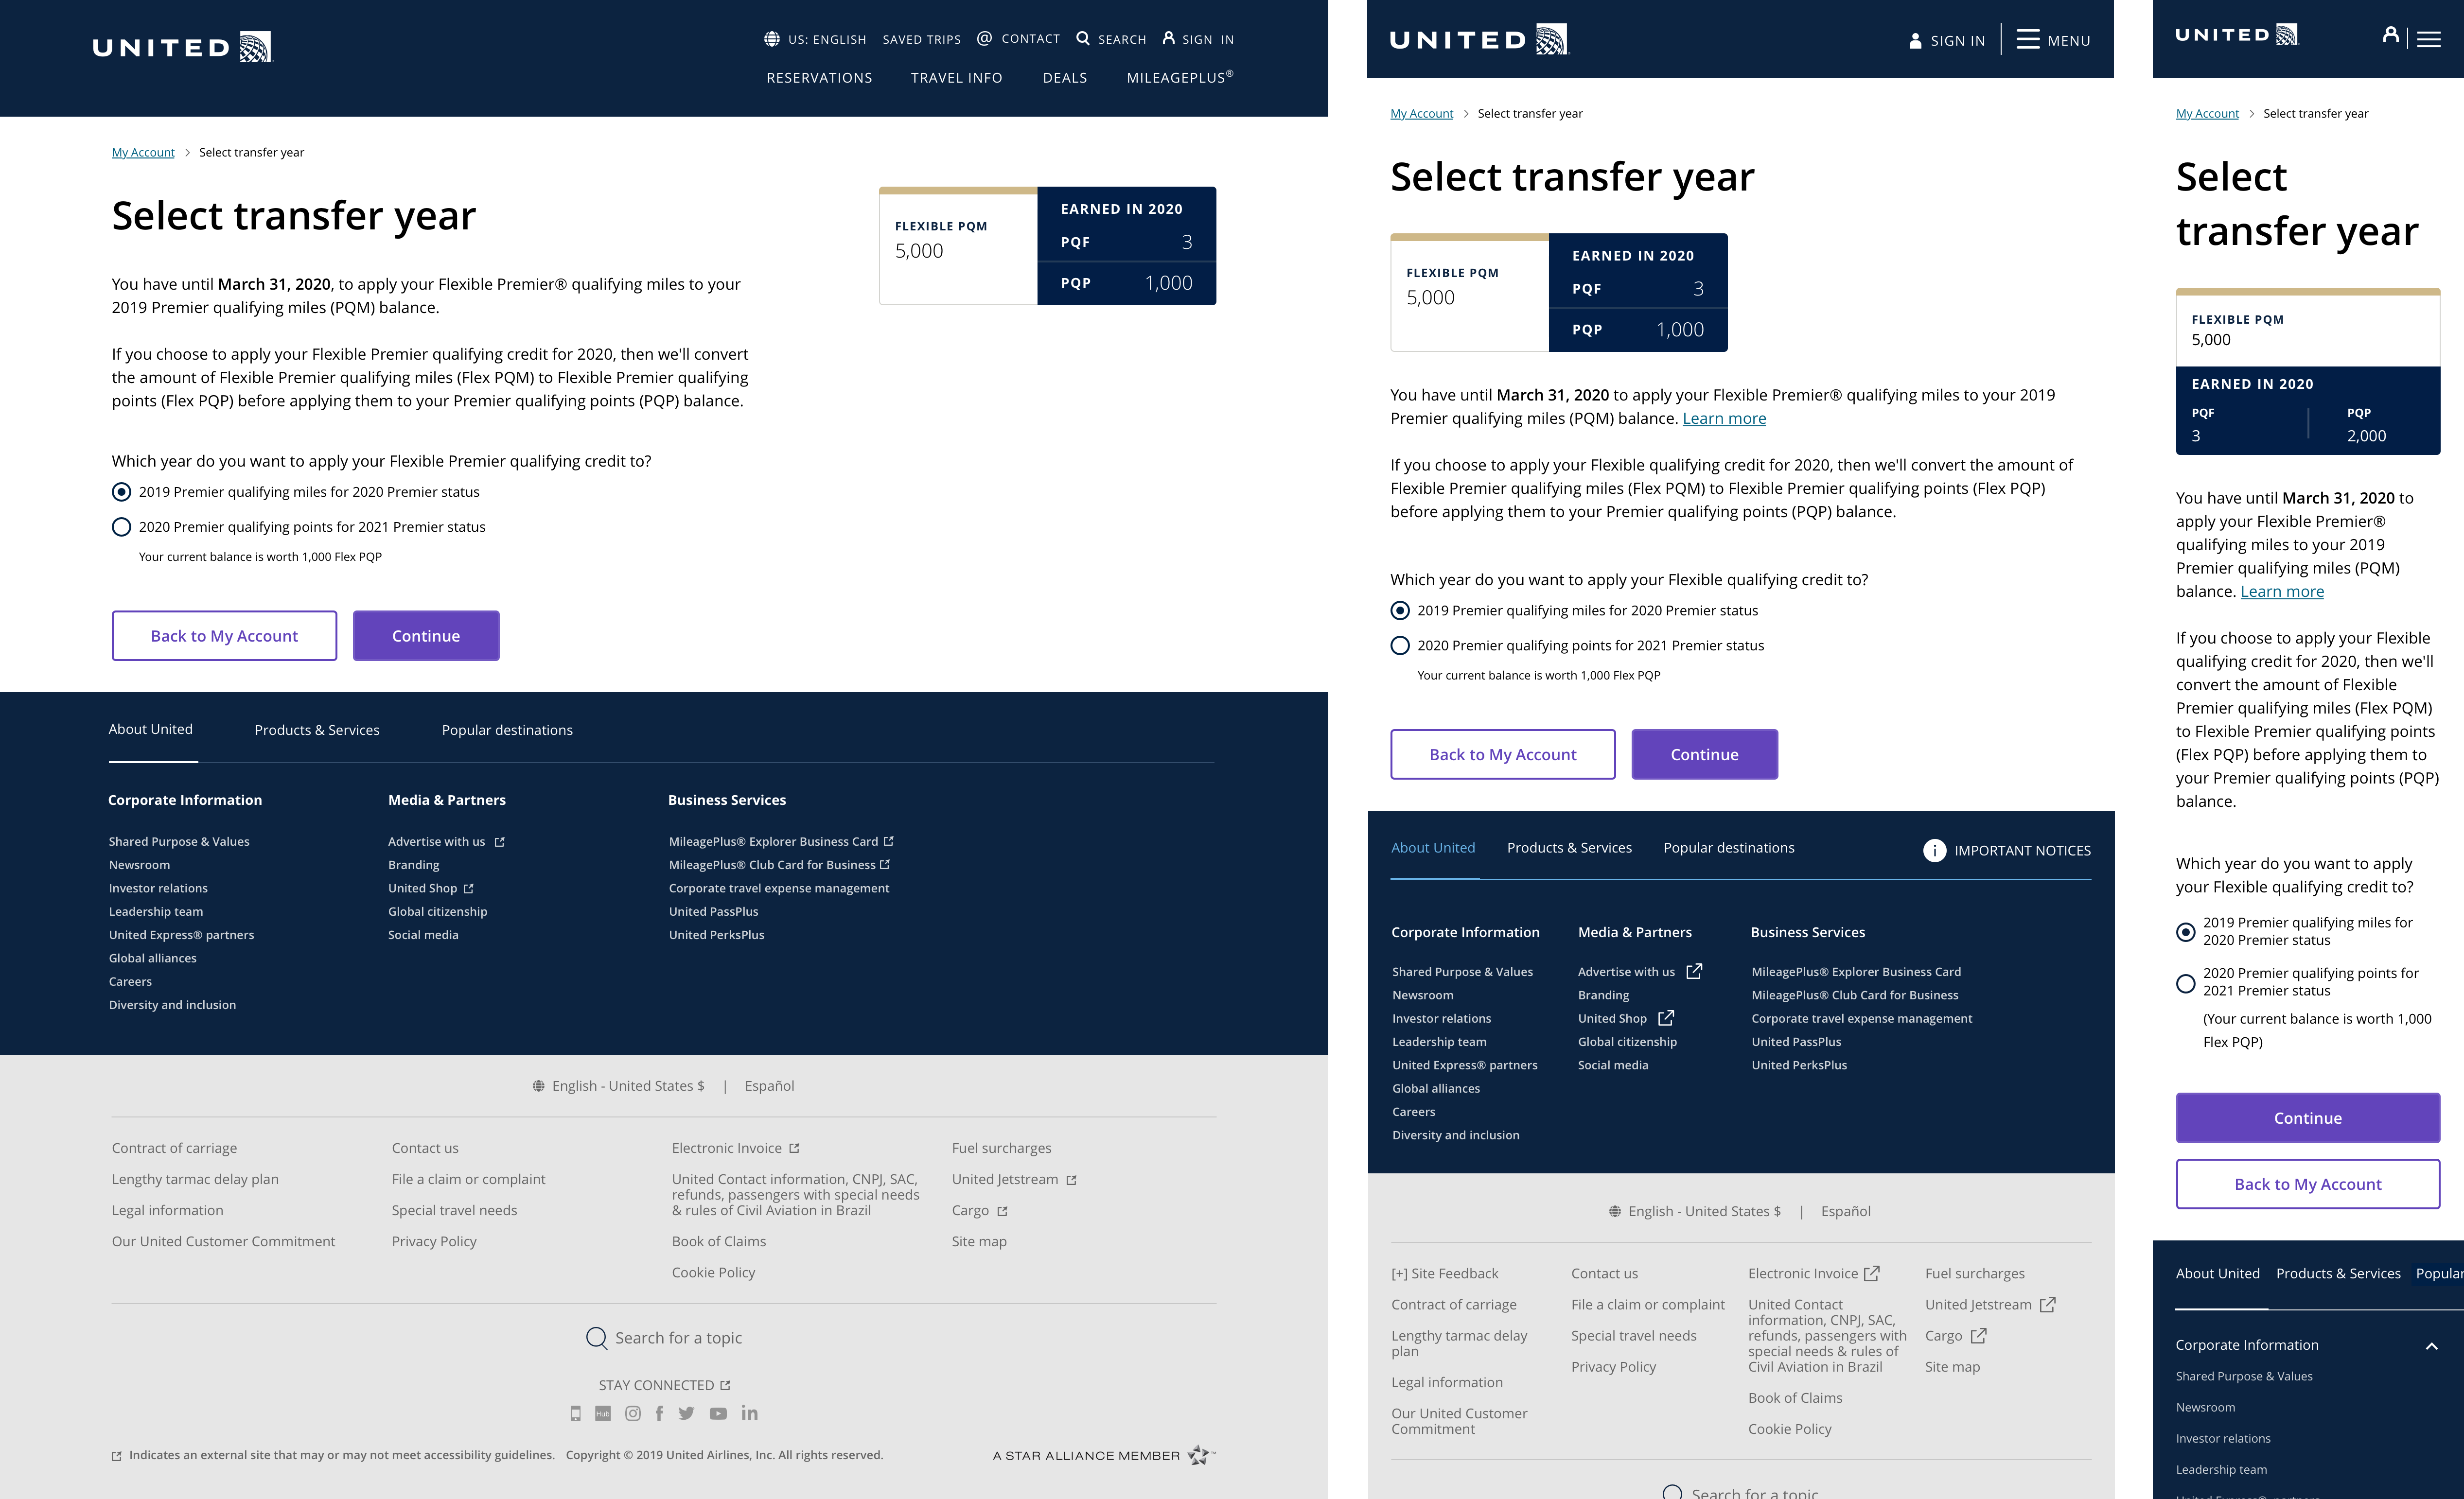 UNITED
US: ENGLISH SAVED TRIPS CONTACT SEARCH SIGN IN
RESERVATIONS TRAVEL INFO DEALS MILEAGEPLUS®
My Account > Select transfer year
Select transfer year
FLEXIBLE PQM
5,000
EARNED IN 2020
PQF 3
PQP 1,000
You have until March 31, 2020, to apply your Flexible Premier® qualifying miles to your
2019 Premier qualifying miles (PQM) balance.
If you choose to apply your Flexible Premier qualifying credit for 2020, then we'll convert
the amount of Flexible Premier qualifying miles (Flex PQM) to Flexible Premier qualifying
points (Flex PQP) before applying them to your Premier qualifying points (PQP) balance.
Which year do you want to apply your Flexible Premier qualifying credit to?
2019 Premier qualifying miles for 2020 Premier status
2020 Premier qualifying points for 2021 Premier status
Your current balance is worth 1,000 Flex PQP
Back to My Account Continue
About United Products & Services Popular destinations
Corporate Information
Shared Purpose & Values
Newsroom
Investor relations
Leadership team
United Express® partners
Global alliances
Careers
Diversity and inclusion
Media & Partners
Advertise with us
Branding
United Shop
Global citizenship
Social media
Business Services
MileagePlus® Explorer Business Card
MileagePlus® Club Card for Business
Corporate travel expense management
United PassPlus
United PerksPlus
English - United States $ | Español
Contract of carriage
Lengthy tarmac delay plan
Legal information
Our United Customer Commitment
Contact us
File a claim or complaint
Special travel needs
Privacy Policy
Electronic Invoice
United Contact information, CNPJ, SAC,
refunds, passengers with special needs
& rules of Civil Aviation in Brazil
Book of Claims
Cookie Policy
Fuel surcharges
United Jetstream
Cargo
Site map
Search for a topic
STAY CONNECTED
Hub
Indicates an external site that may or may not meet accessibility guidelines. Copyright © 2019 United Airlines, Inc. All rights reserved.
A STAR ALLIANCE MEMBER
UNITED
SIGN IN MENU
My Account > Select transfer year
Select transfer year
FLEXIBLE PQM
5,000
EARNED IN 2020
PQF 3
PQP 1,000
You have until March 31, 2020 to apply your Flexible Premier® qualifying miles to your 2019
Premier qualifying miles (PQM) balance. Learn more
If you choose to apply your Flexible qualifying credit for 2020, then we'll convert the amount of
Flexible Premier qualifying miles (Flex PQM) to Flexible Premier qualifying points (Flex PQP)
before applying them to your Premier qualifying points (PQP) balance.
Which year do you want to apply your Flexible qualifying credit to?
2019 Premier qualifying miles for 2020 Premier status
2020 Premier qualifying points for 2021 Premier status
Your current balance is worth 1,000 Flex PQP
Back to My Account Continue
About United Products & Services Popular destinations IMPORTANT NOTICES
Corporate Information
Shared Purpose & Values
Newsroom
Investor relations
Leadership team
United Express® partners
Global alliances
Careers
Diversity and inclusion
Media & Partners
Advertise with us
Branding
United Shop
Global citizenship
Social media
Business Services
MileagePlus® Explorer Business Card
MileagePlus® Club Card for Business
Corporate travel expense management
United PassPlus
United PerksPlus
English - United States $ | Español
[+] Site Feedback
Contract of carriage
Lengthy tarmac delay
plan
Legal information
Our United Customer
Commitment
Contact us
File a claim or complaint
Special travel needs
Privacy Policy
Electronic Invoice
United Contact
information, CNPJ, SAC,
refunds, passengers with
special needs & rules of
Civil Aviation in Brazil
Book of Claims
Cookie Policy
Fuel surcharges
United Jetstream
Cargo
Site map
Search for a topic
UNITED
My Account > Select transfer year
Select
transfer year
FLEXIBLE PQM
5,000
EARNED IN 2020
PQF PQP
3 2,000
You have until March 31, 2020 to
apply your Flexible Premier®
qualifying miles to your 2019
Premier qualifying miles (PQM)
balance. Learn more
If you choose to apply your Flexible
qualifying credit for 2020, then we'll
convert the amount of Flexible
Premier qualifying miles (Flex PQM)
to Flexible Premier qualifying points
(Flex PQP) before applying them to
your Premier qualifying points (PQP)
balance.
Which year do you want to apply
your Flexible qualifying credit to?
2019 Premier qualifying miles for
2020 Premier status
2020 Premier qualifying points for
2021 Premier status
(Your current balance is worth 1,000
Flex PQP)
Continue
Back to My Account
About United Products & Services Popular
Corporate Information
Shared Purpose & Values
Newsroom
Investor relations
Leadership team